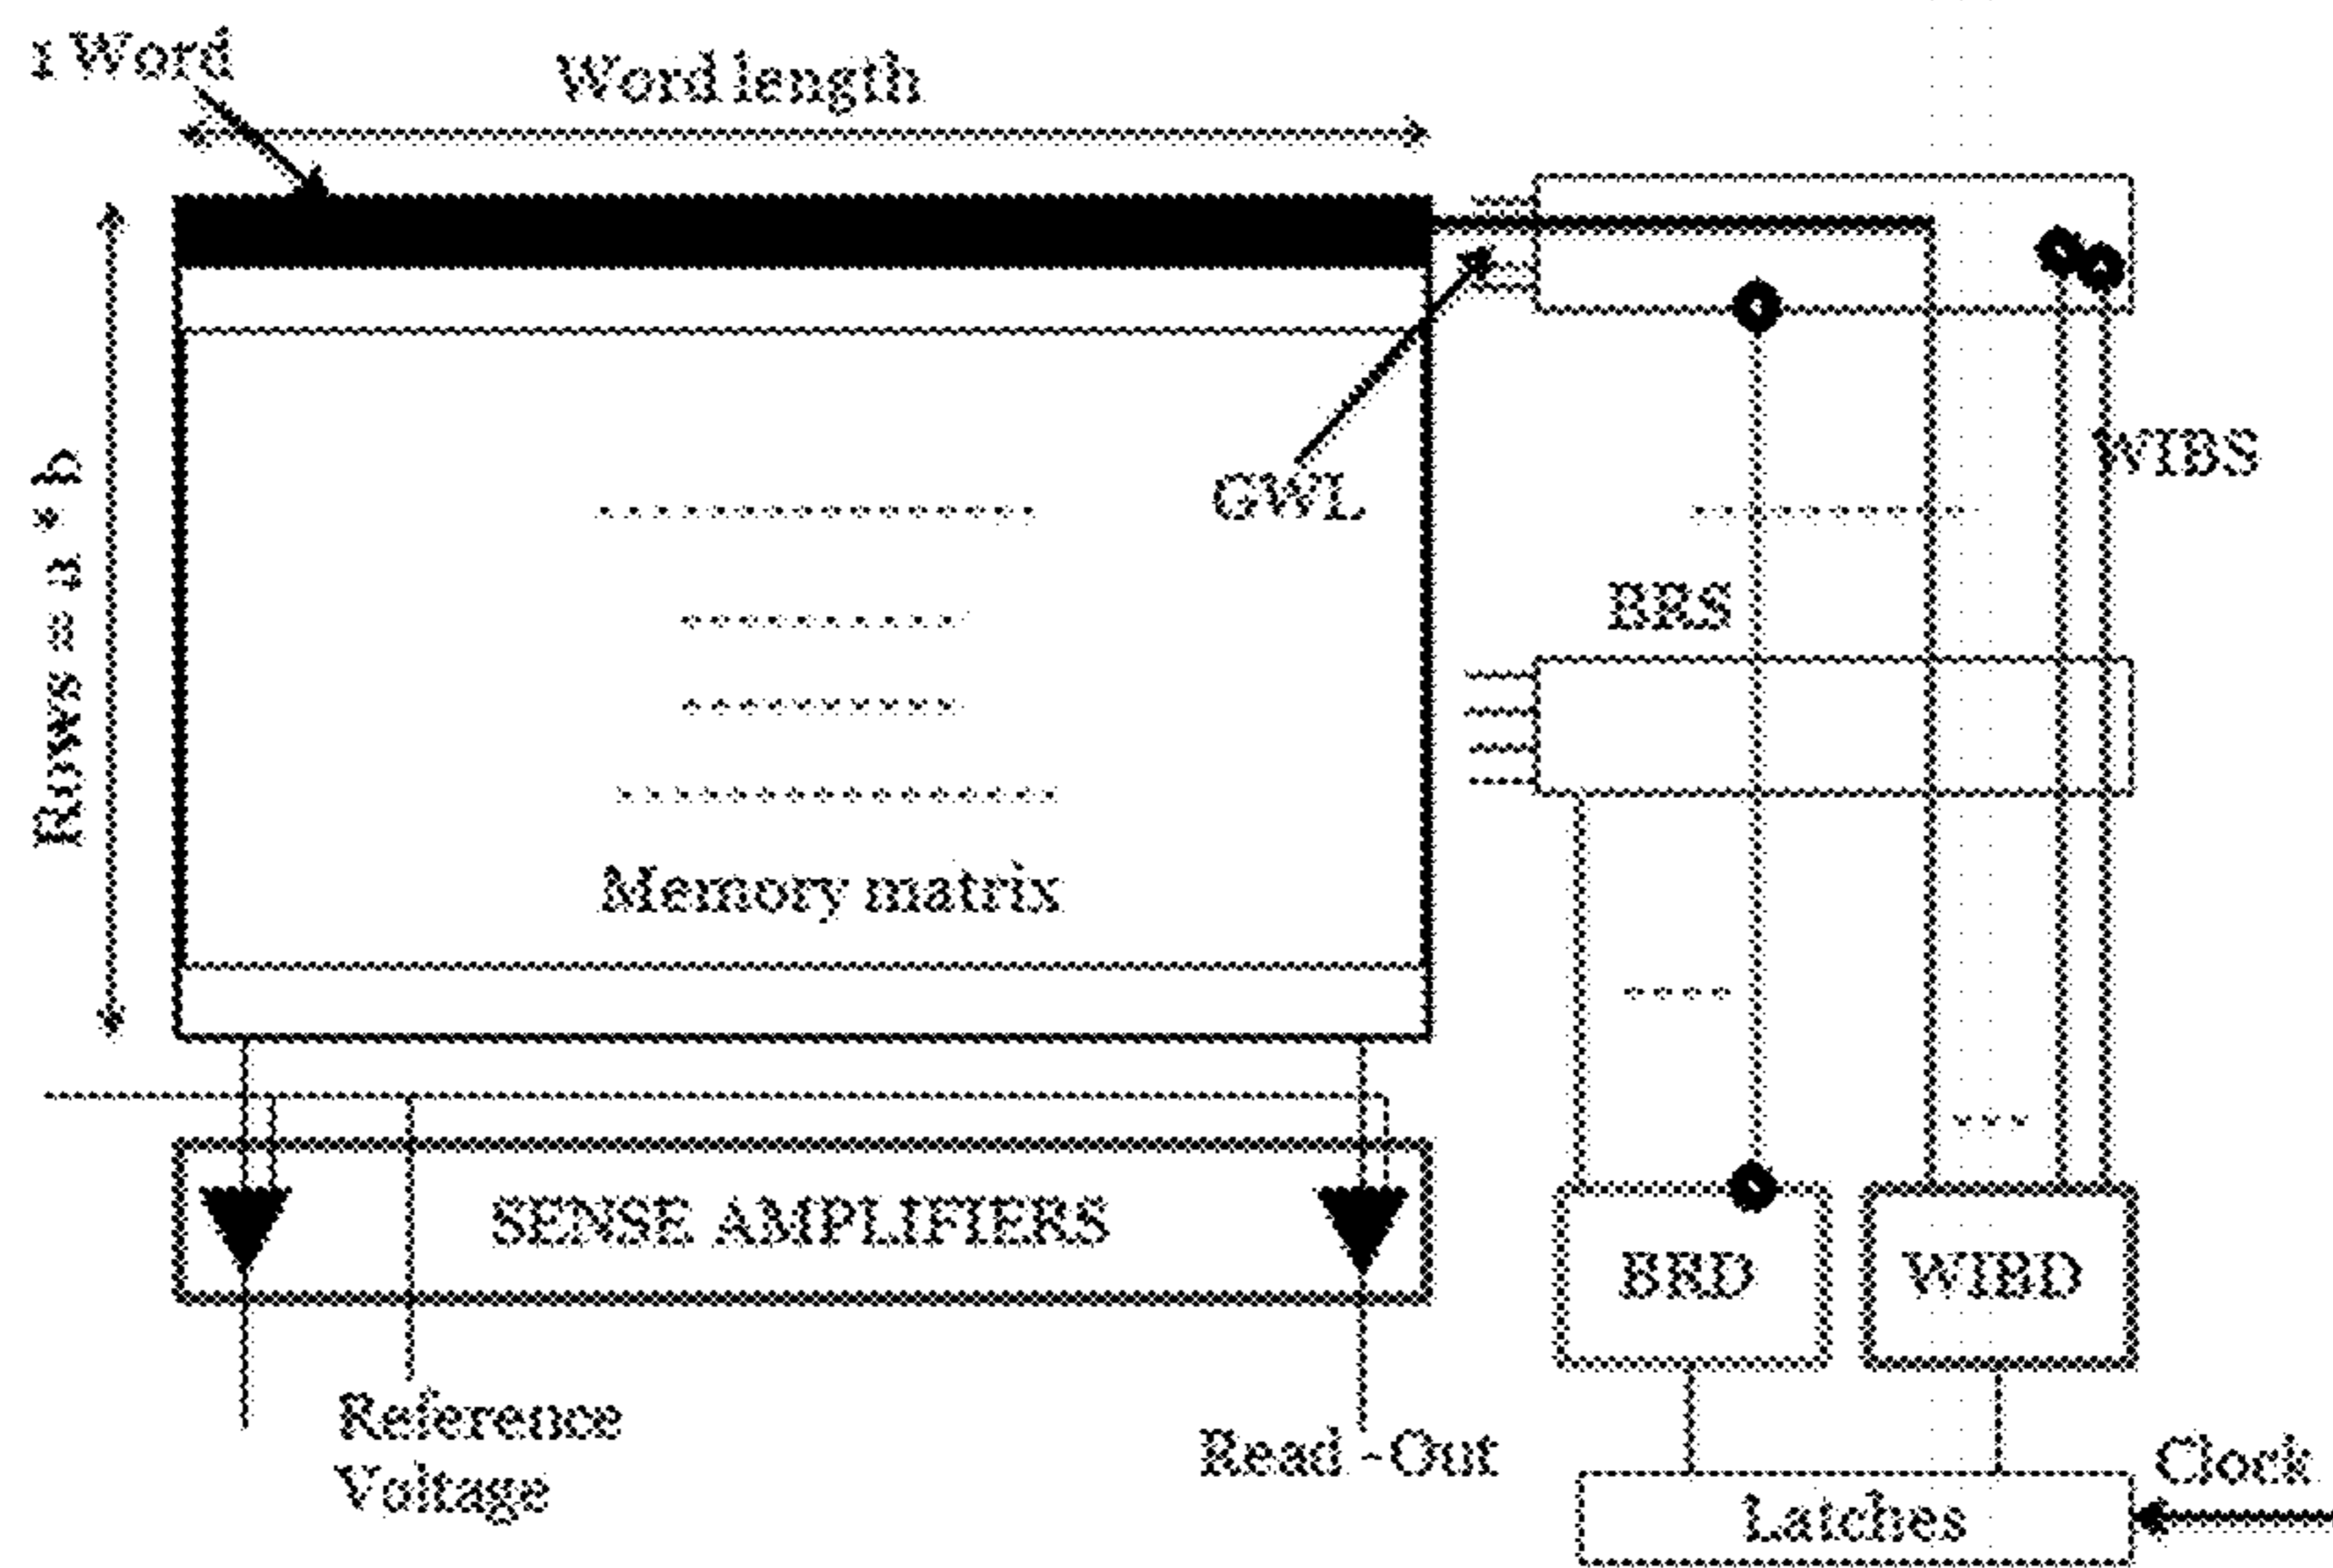 1 Word
Word length
Rows = n * b
GWL
WIBS
BRS
Memory matrix
SENSE AMPLIFIERS
BRD
WIBD
Reference
Voltage
Read -Out
Clock
Latches